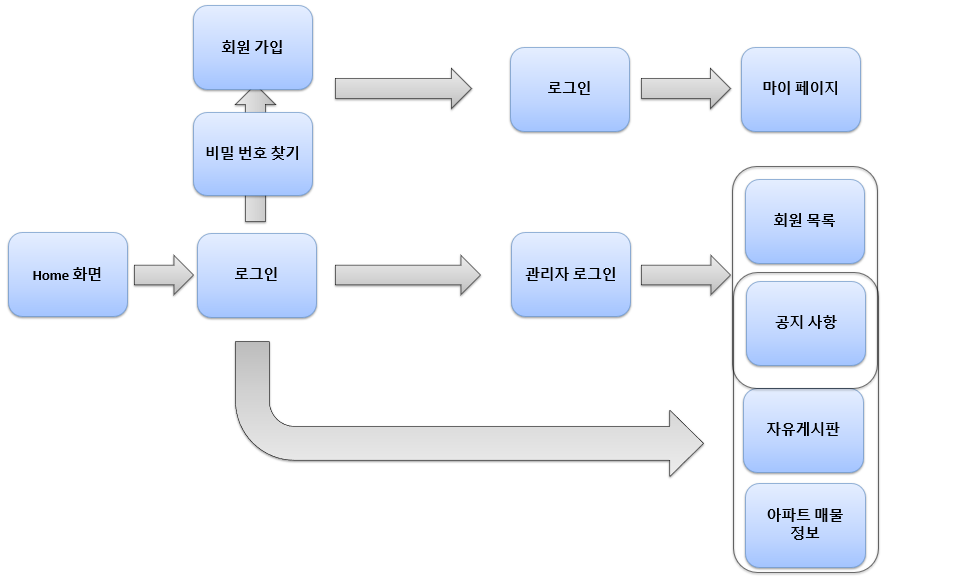 회원 가입
로그인
마이 페이지
비밀 번호 찾기
회원 목록
Home 화면
로그인
관리자 로그인
공지 사항
자유게시판
아파트 매물
정보